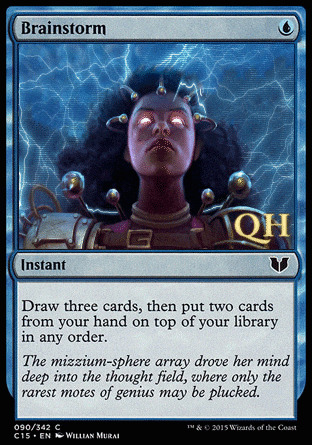 Brainstorm
QH
Instant
Draw three cards, then put two cards
from your hand on top of your library
in any order.
The mizzium-sphere array drove her mind
deep into the thought field, where only the
rarest motes of genius may be plucked.
090/342 C
C15 • EN Willian Murai
™ & © 2015 Wizards of the Coast